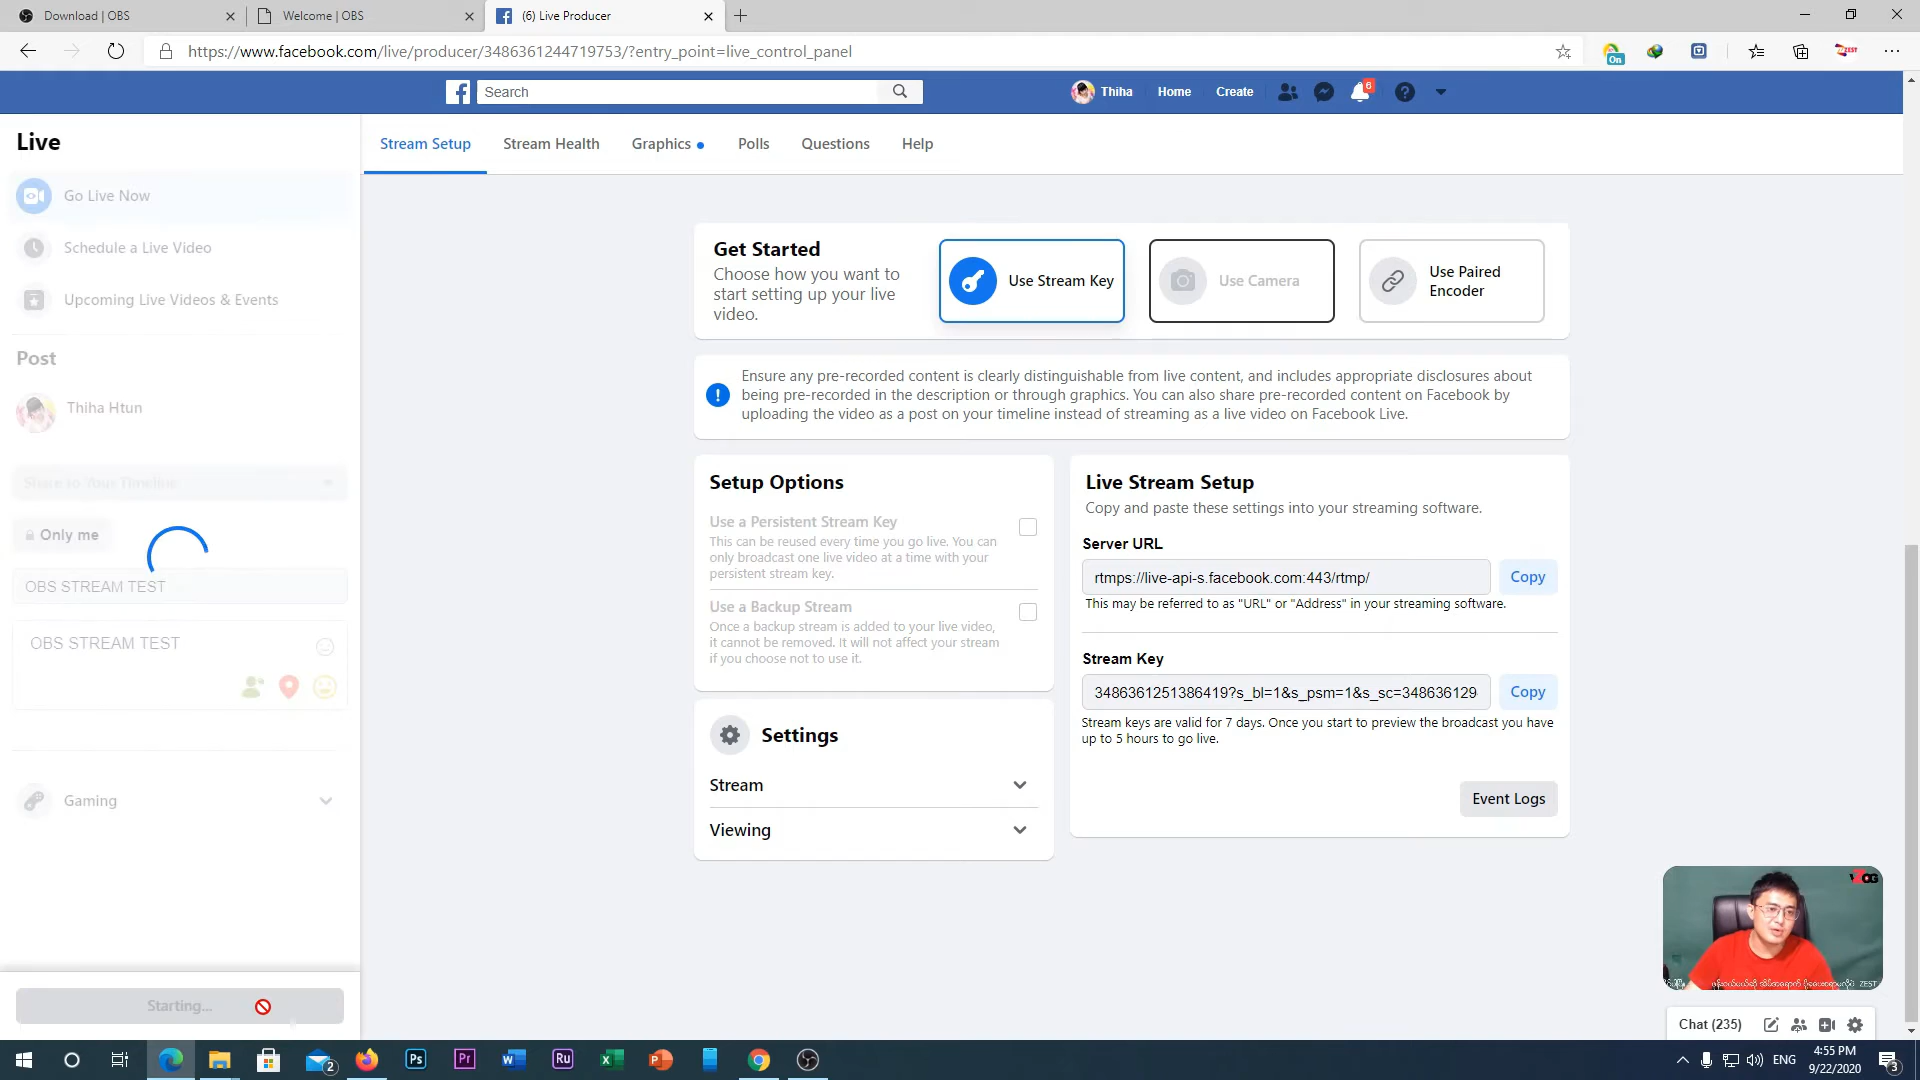 Download | OBS
Welcome | OBS
(6) Live Producer
https://www.facebook.com/live/producer/3486361244719753/?entry_point=live_control_panel
On
ZEST
Search
Thiha
Home
Create
6
Live
Go Live Now
Schedule a Live Video
Upcoming Live Videos & Events
Post
Thiha Htun
Share to Your Timeline
Only me
OBS STREAM TEST
OBS STREAM TEST
Gaming
Starting...
Stream Setup
Stream Health
Graphics
Polls
Questions
Help
Get Started
Choose how you want to
start setting up your live
video.
Use Stream Key
Use Camera
Use Paired
Encoder
Ensure any pre-recorded content is clearly distinguishable from live content, and includes appropriate disclosures about
being pre-recorded in the description or through graphics. You can also share pre-recorded content on Facebook by
uploading the video as a post on your timeline instead of streaming as a live video on Facebook Live.
Setup Options
Use a Persistent Stream Key
This can be reused every time you go live. You can
only broadcast one live video at a time with your
persistent stream key.
Use a Backup Stream
Once a backup stream is added to your live video,
it cannot be removed. It will not affect your stream
if you choose not to use it.
Settings
Stream
Viewing
Live Stream Setup
Copy and paste these settings into your streaming software.
Server URL
rtmps://live-api-s.facebook.com:443/rtmp/
Copy
This may be referred to as "URL" or "Address" in your streaming software.
Stream Key
3486361251386419?s_bl=1&s_psm=1&s_sc=348636129
Copy
Stream keys are valid for 7 days. Once you start to preview the broadcast you have
up to 5 hours to go live.
Event Logs
ZEST
Chat (235)
2
Ps
Pr
Ru
ENG
4:55 PM
9/22/2020
3